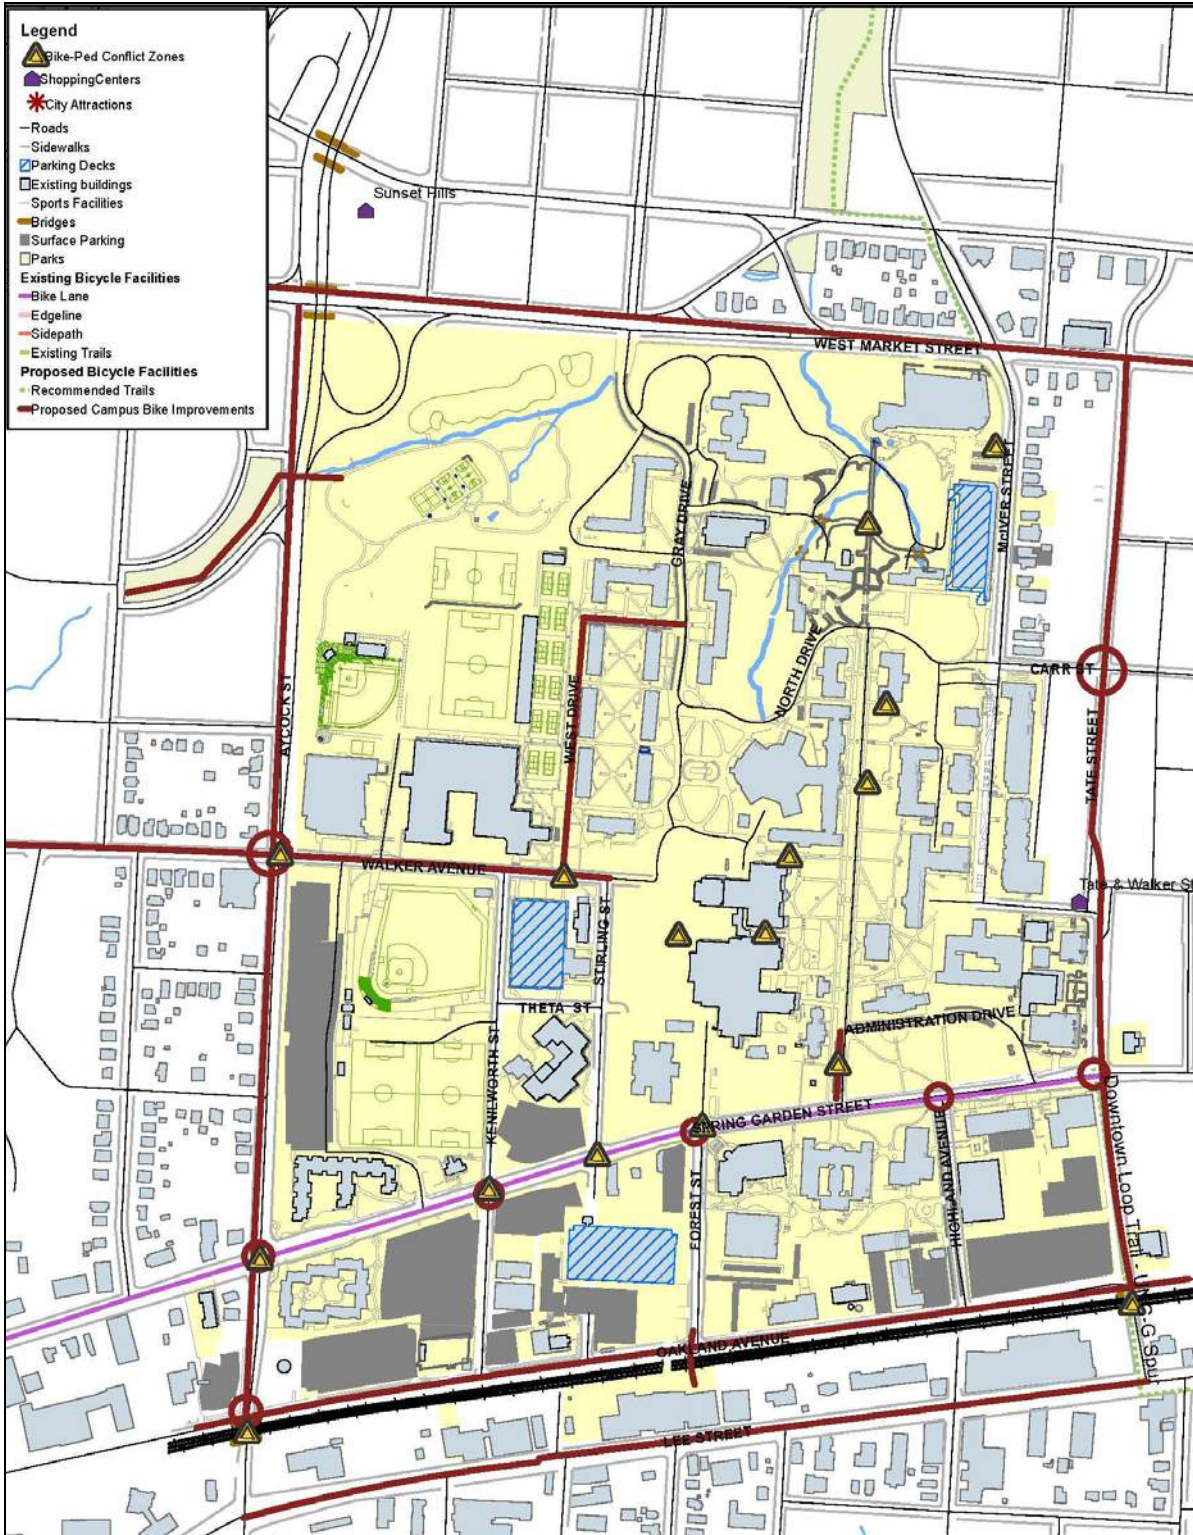 Legend
Bike-Ped Conflict Zones
ShoppingCenters
City Attractions
Roads
Sidewalks
Parking Decks
Existing buildings
Sports Facilities
Bridges
Surface Parking
Parks
Existing Bicycle Facilities
Bike Lane
Edgeline
Sidepath
Existing Trails
Proposed Bicycle Facilities
Recommended Trails
Proposed Campus Bike Improvements
Sunset Hills
WEST MARKET STREET
McIVER STREET
GRAY DRIVE
NORTH DRIVE
CARR ST
AYCOCK ST
WEST DRIVE
TATE STREET
WALKER AVENUE
Tate & Walker St
STIRLING ST
THETA ST
ADMINISTRATION DRIVE
KENILWORTH ST
SPRING GARDEN STREET
HIGHLAND AVENUE
FOREST ST
Downtown Loop Trail - UNC-G Spur
OAKLAND AVENUE
LEE STREET